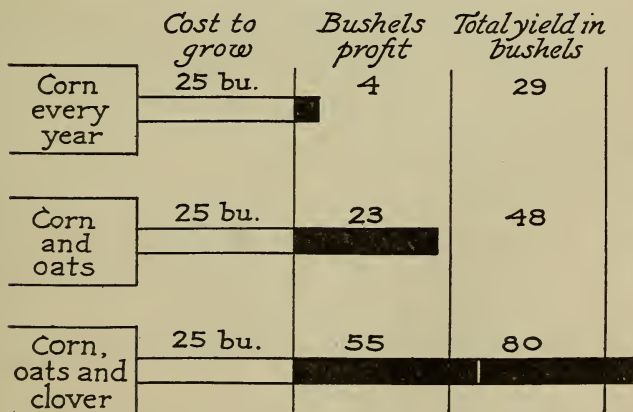 Cost to grow
Bushels profit
Total yield in bushels
Corn every year
25 bu.
4
29
Corn and oats
25 bu.
23
48
Corn, oats and clover
25 bu.
55
80